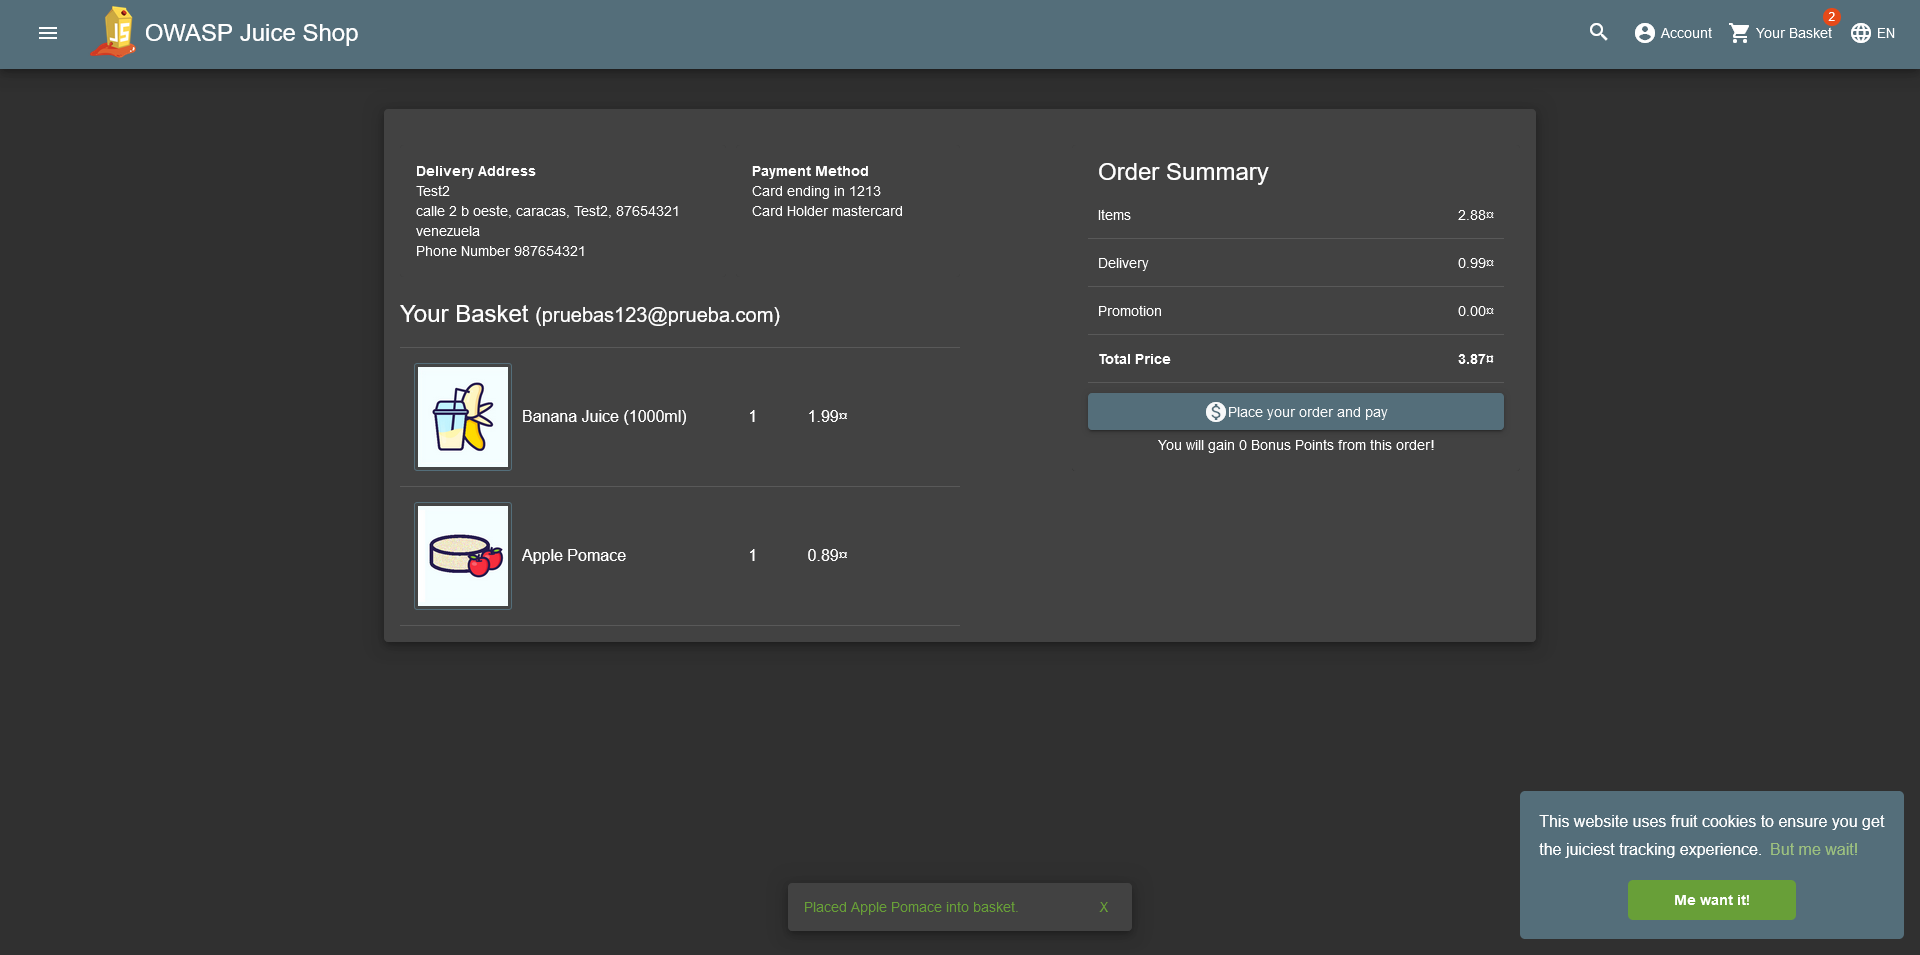 OWASP Juice Shop
Account
Your Basket
2
EN
Delivery Address
Test2
calle 2 b oeste, caracas, Test2, 87654321
venezuela
Phone Number 987654321
Payment Method
Card ending in 1213
Card Holder mastercard
Your Basket (pruebas123@prueba.com)
Banana Juice (1000ml) 1 1.99¤
Apple Pomace 1 0.89¤
Order Summary
Items 2.88¤
Delivery 0.99¤
Promotion 0.00¤
Total Price 3.87¤
Place your order and pay
You will gain 0 Bonus Points from this order!
Placed Apple Pomace into basket. X
This website uses fruit cookies to ensure you get
the juiciest tracking experience. But me wait!
Me want it!